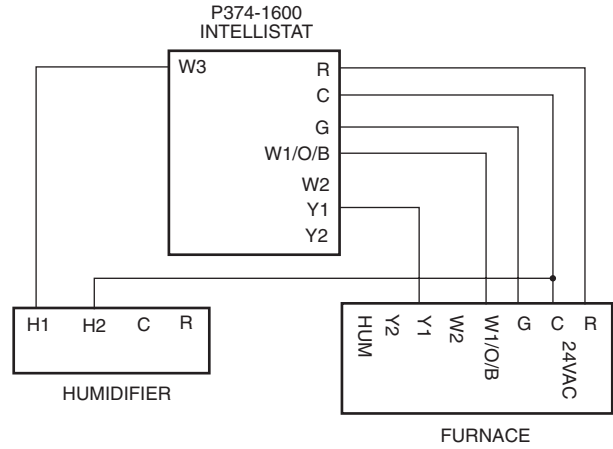 P374-1600
INTELLISTAT
W3
R
C
G
W1/O/B
W2
Y1
Y2
H1 H2 C R
HUMIDIFIER
HUM Y2 Y1 W2 W1/O/B G C R
24VAC
FURNACE